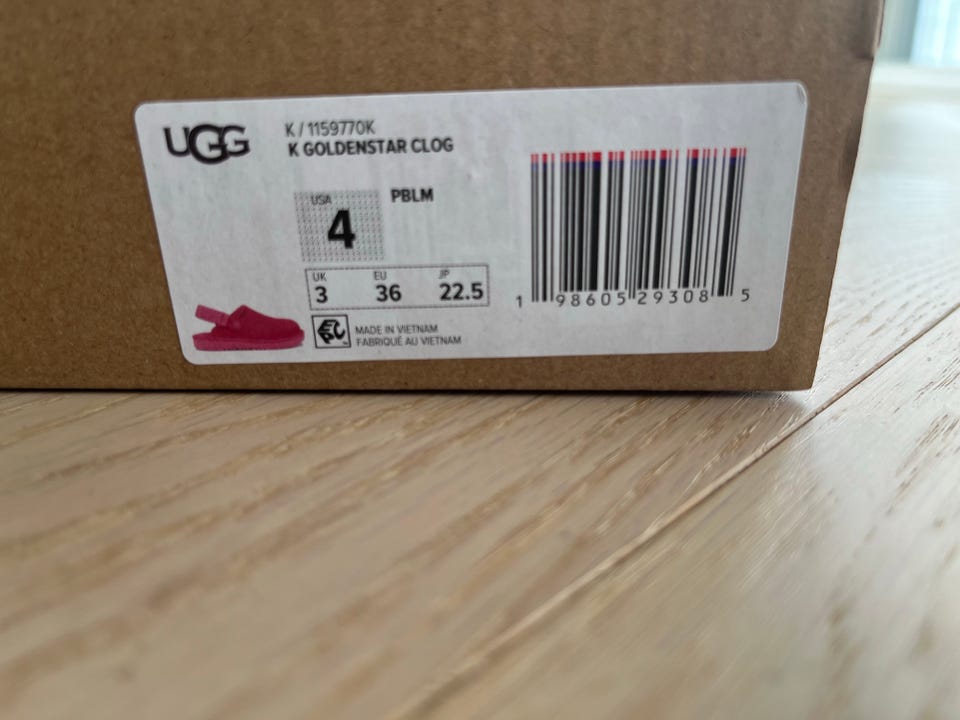 UGG
K / 1159770K
K GOLDENSTAR CLOG
USA
4
PBLM
UK EU JP
3 36 22.5
MADE IN VIETNAM
FABRIQUÉ AU VIETNAM
1 98605 29308 5